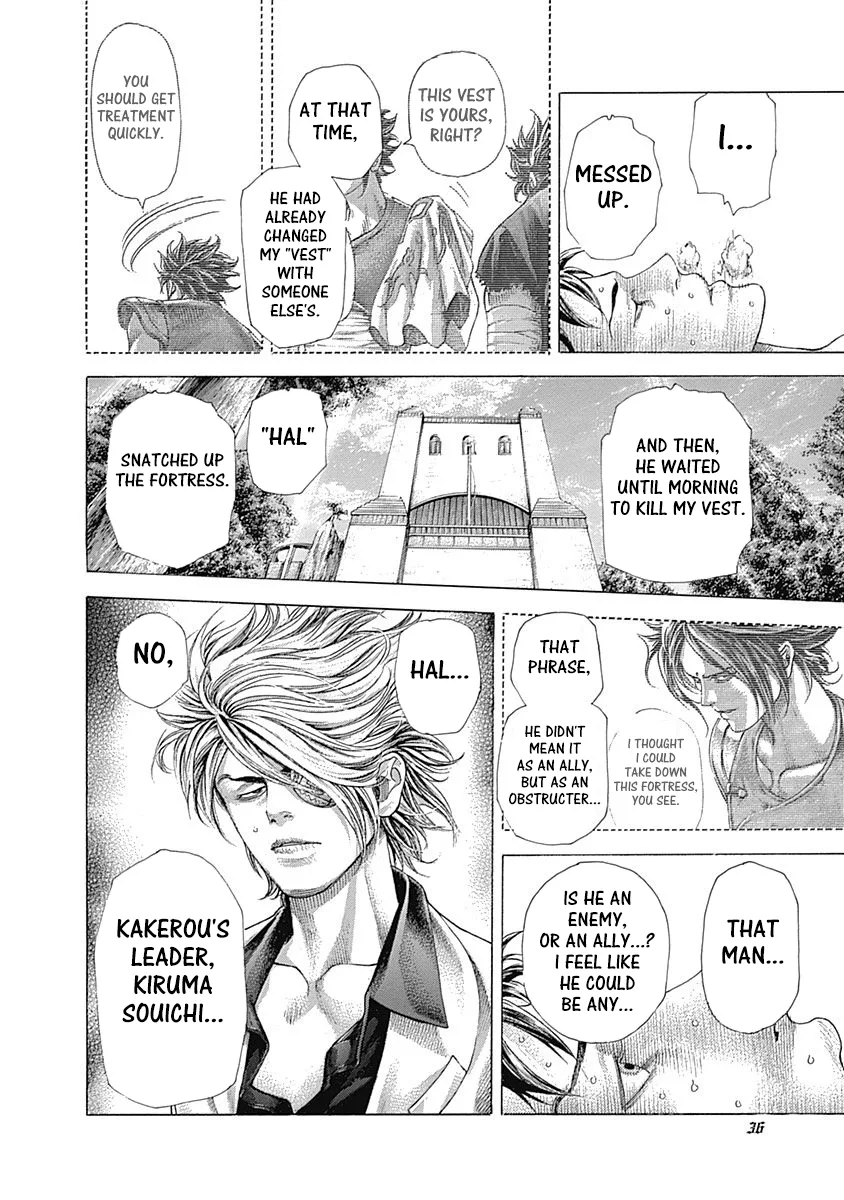 I...
MESSED
UP.
THIS VEST
IS YOURS,
RIGHT?
AT THAT
TIME,
HE HAD
ALREADY
CHANGED
MY "VEST"
WITH
SOMEONE
ELSE'S.
YOU
SHOULD GET
TREATMENT
QUICKLY.
AND THEN,
HE WAITED
UNTIL MORNING
TO KILL MY VEST.
"HAL"
SNATCHED UP
THE FORTRESS.
THAT
PHRASE,
I THOUGHT
I COULD
TAKE DOWN
THIS FORTRESS,
YOU SEE.
HE DIDN'T
MEAN IT
AS AN ALLY,
BUT AS AN
OBSTRUCTER...
HAL...
NO,
KAKEROU'S
LEADER,
KIRUMA
SOUICHI...
THAT
MAN...
IS HE AN
ENEMY,
OR AN ALLY...?
I FEEL LIKE
HE COULD
BE ANY...
36